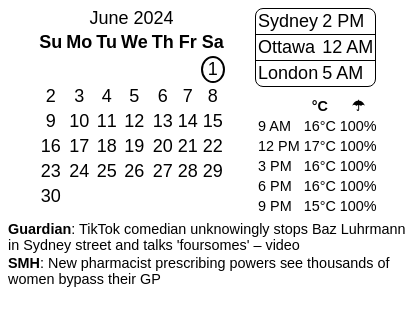 June 2024
Su Mo Tu We Th Fr Sa
1
2 3 4 5 6 7 8
9 10 11 12 13 14 15
16 17 18 19 20 21 22
23 24 25 26 27 28 29
30
Sydney 2 PM
Ottawa 12 AM
London 5 AM
°C ☂
9 AM 16°C 100%
12 PM 17°C 100%
3 PM 16°C 100%
6 PM 16°C 100%
9 PM 15°C 100%
Guardian: TikTok comedian unknowingly stops Baz Luhrmann
in Sydney street and talks 'foursomes' – video
SMH: New pharmacist prescribing powers see thousands of
women bypass their GP